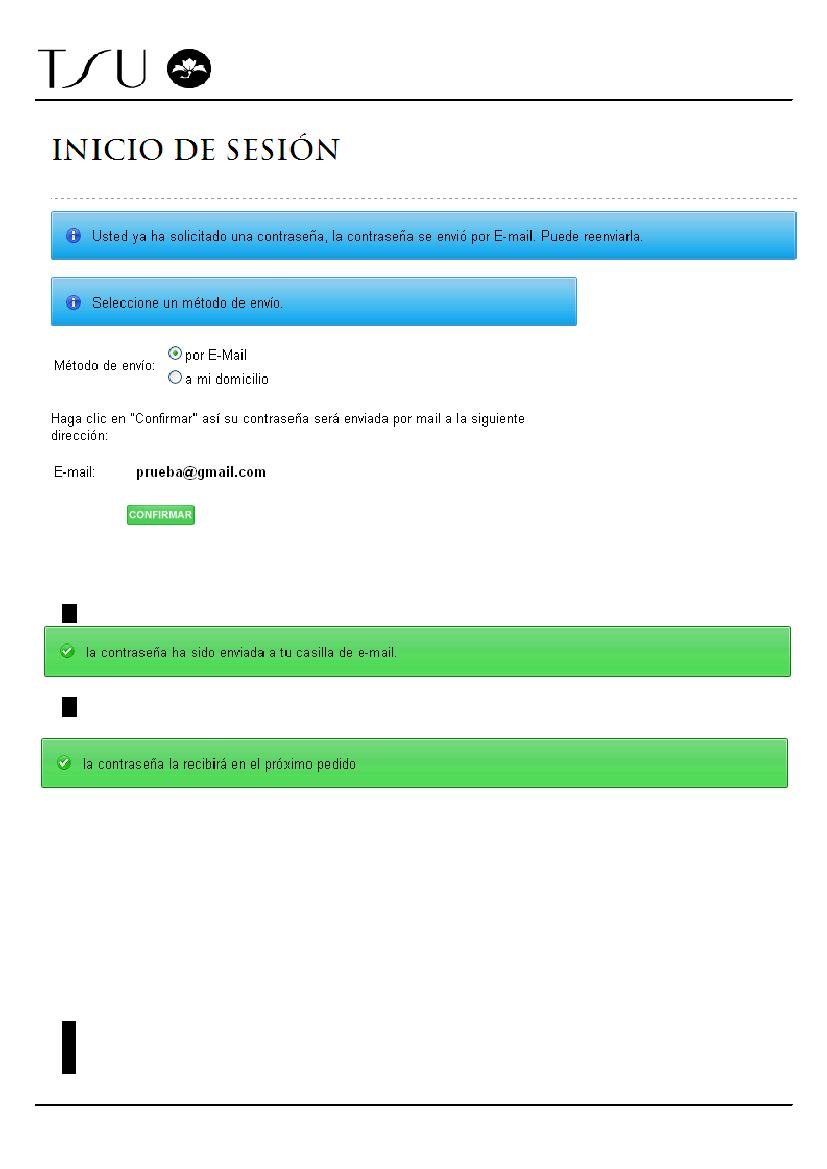 TSU
INICIO DE SESIÓN
Usted ya ha solicitado una contraseña, la contraseña se envió por E-mail. Puede reenviarla.
Seleccione un método de envío.
Método de envío:
por E-Mail
a mi domicilio
Haga clic en "Confirmar" así su contraseña será enviada por mail a la siguiente
dirección:
E-mail: prueba@gmail.com
CONFIRMAR
la contraseña ha sido enviada a tu casilla de e-mail.
la contraseña la recibirá en el próximo pedido